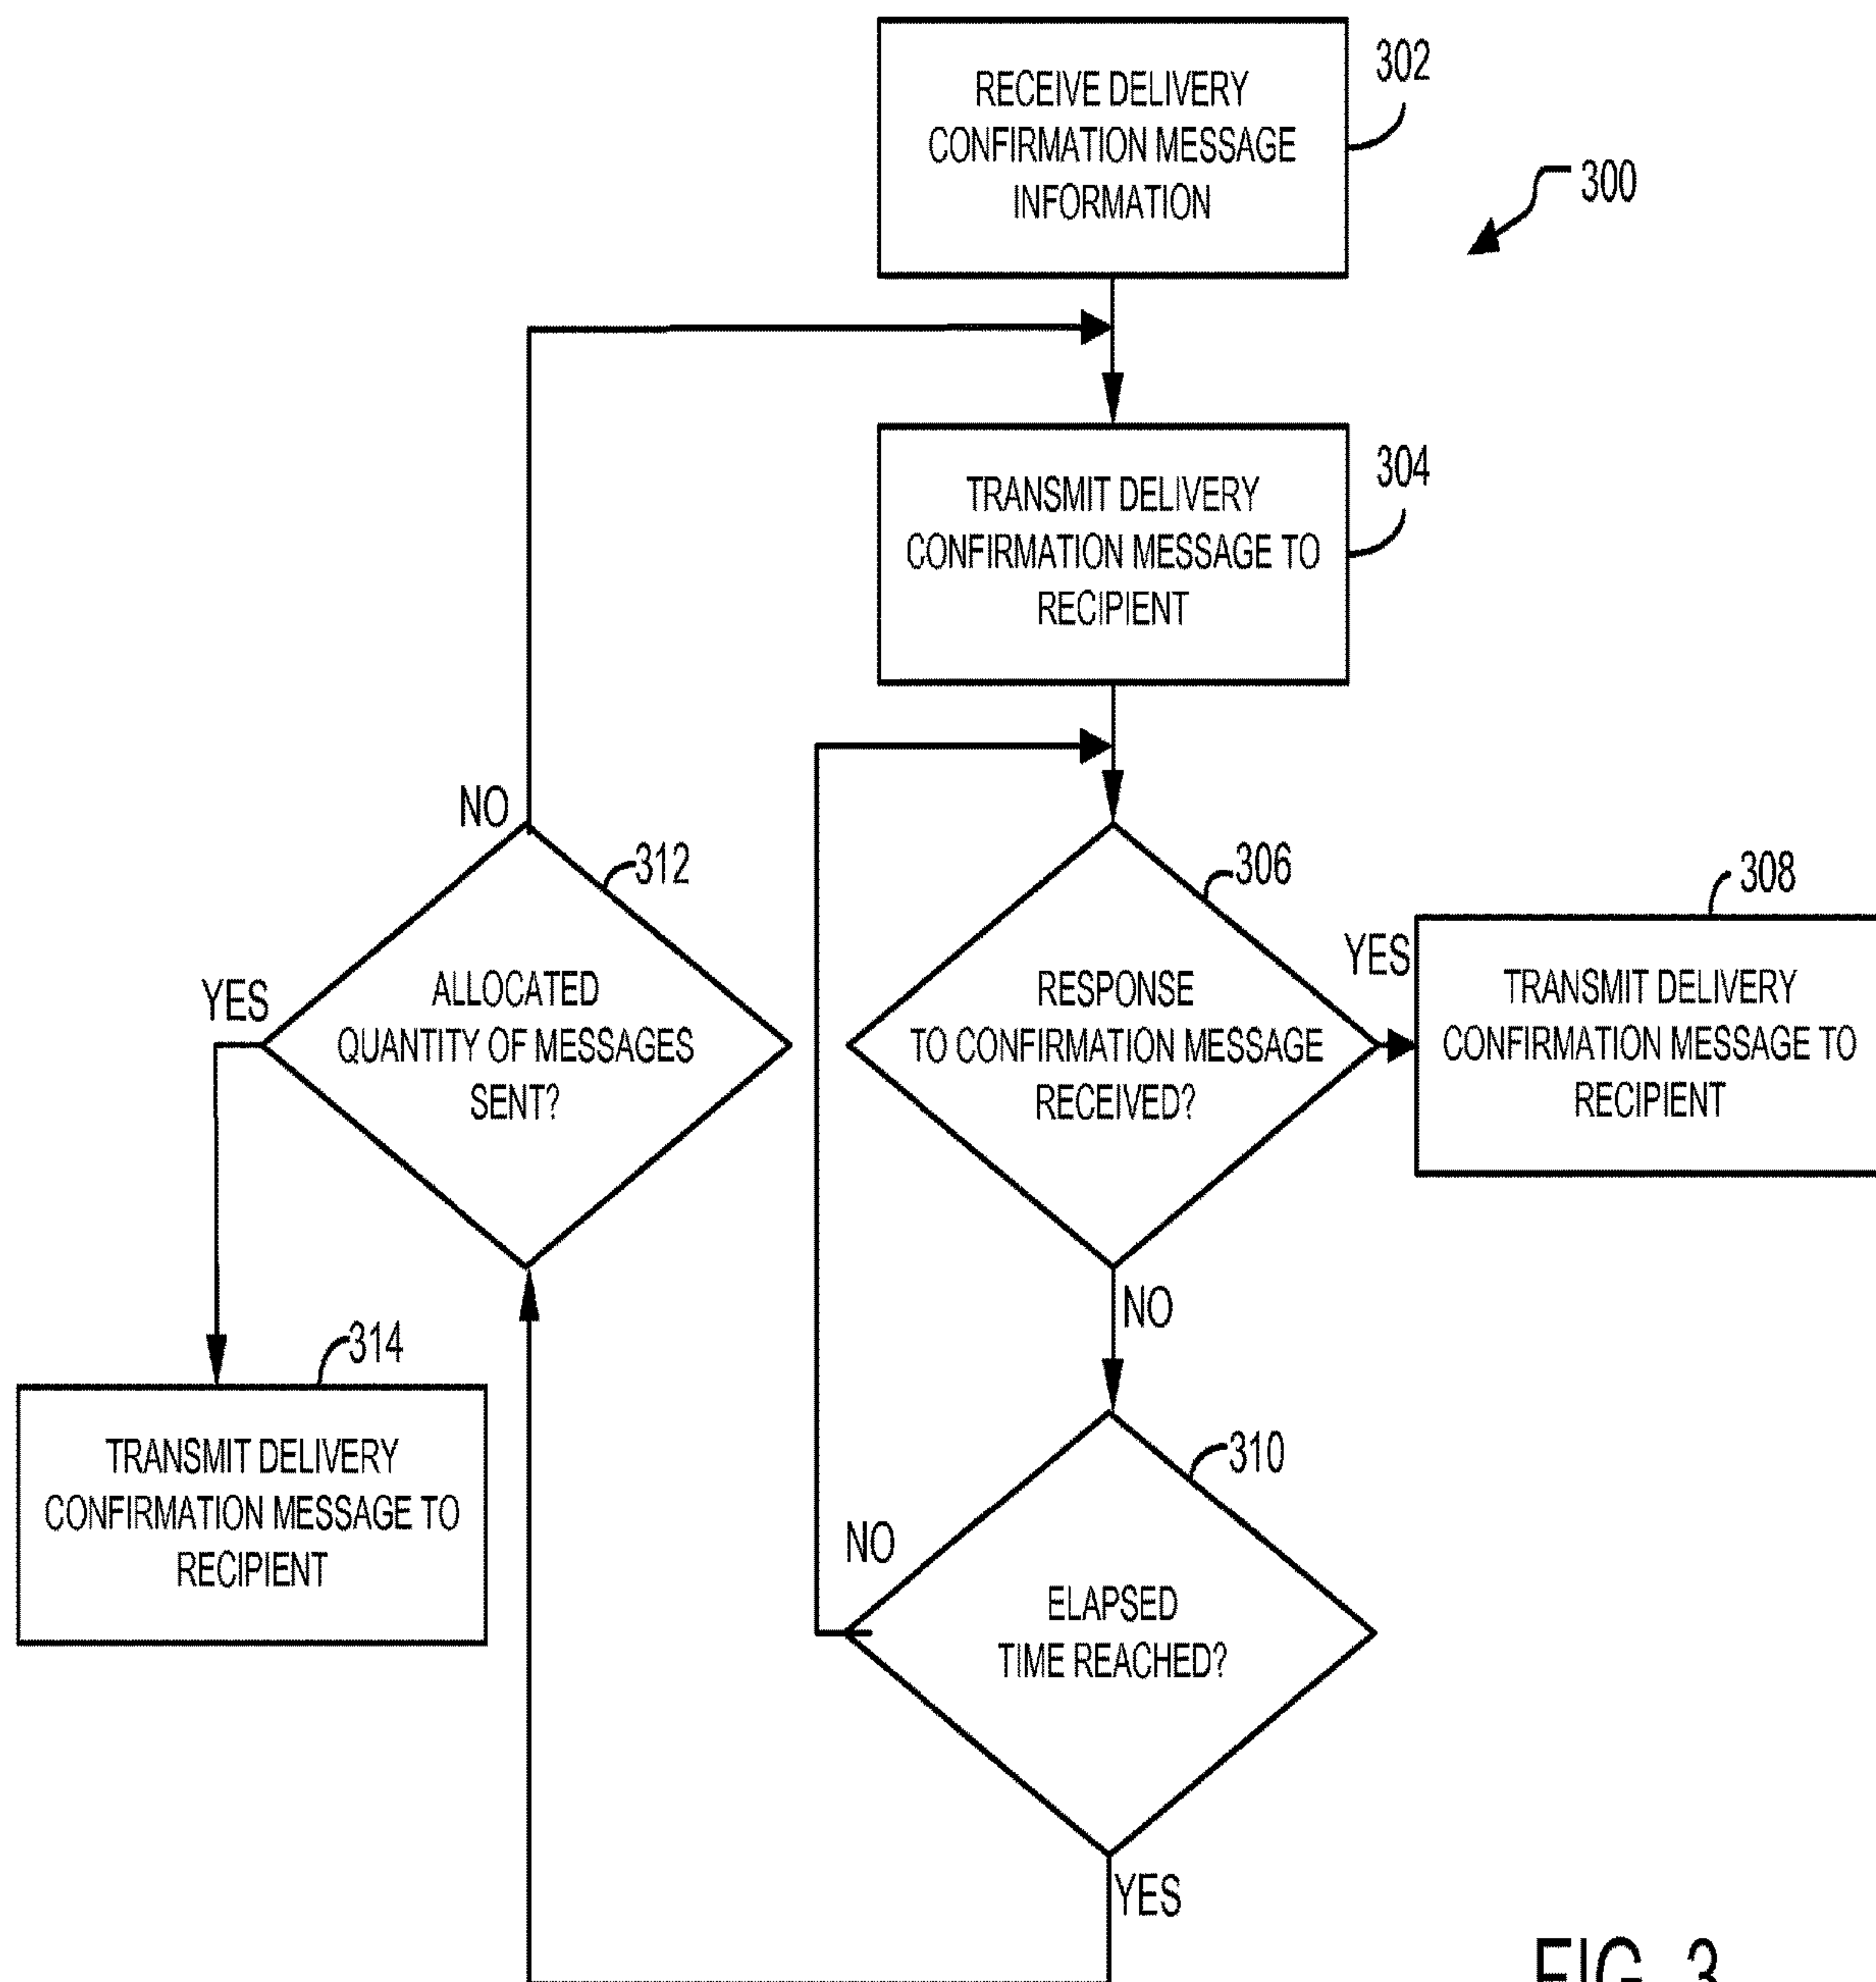 RECEIVE DELIVERY
CONFIRMATION MESSAGE
INFORMATION
302
300
TRANSMIT DELIVERY
CONFIRMATION MESSAGE TO
RECIPIENT
304
NO
312
ALLOCATED
QUANTITY OF MESSAGES
SENT?
YES
306
RESPONSE
TO CONFIRMATION MESSAGE
RECEIVED?
YES
308
TRANSMIT DELIVERY
CONFIRMATION MESSAGE TO
RECIPIENT
NO
314
TRANSMIT DELIVERY
CONFIRMATION MESSAGE TO
RECIPIENT
310
NO
ELAPSED
TIME REACHED?
YES
FIG. 3